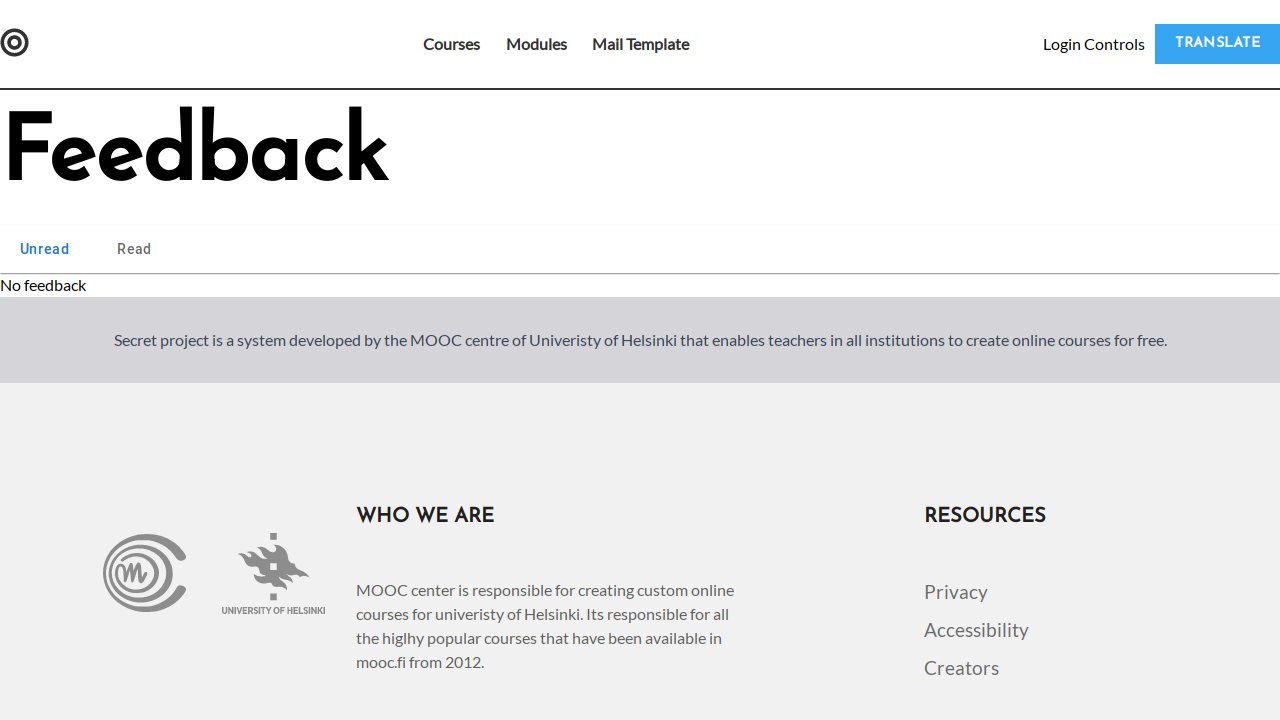 Courses Modules Mail Template Login Controls TRANSLATE
Feedback
Unread Read
No feedback
Secret project is a system developed by the MOOC centre of Univeristy of Helsinki that enables teachers in all institutions to create online courses for free.
UNIVERSITY OF HELSINKI
WHO WE ARE
MOOC center is responsible for creating custom online
courses for univeristy of Helsinki. Its responsible for all
the higlhy popular courses that have been available in
mooc.fi from 2012.
RESOURCES
Privacy
Accessibility
Creators